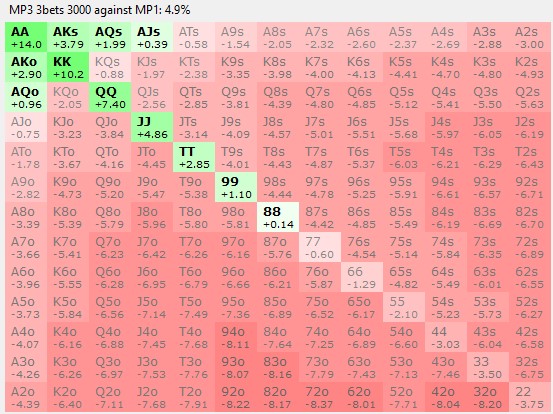 MP3 3bets 3000 against MP1: 4.9%
AA AKs AQs AJs ATs A9s A8s A7s A6s A5s A4s A3s A2s
+14.0 +3.79 +1.99 +0.39 -0.58 -1.54 -2.05 -2.32 -2.60 -2.37 -2.69 -2.88 -3.00
AKo KK KQs KJs KTs K9s K8s K7s K6s K5s K4s K3s K2s
+2.90 +10.2 -0.88 -1.97 -2.38 -3.35 -3.98 -4.00 -4.13 -4.41 -4.70 -4.80 -4.93
AQo KQo QQ QJs QTs Q9s Q8s Q7s Q6s Q5s Q4s Q3s Q2s
+0.96 -2.05 +7.40 -2.56 -2.85 -3.81 -4.39 -4.80 -4.85 -5.12 -5.41 -5.50 -5.63
AJo KJo QJo JJ JTs J9s J8s J7s J6s J5s J4s J3s J2s
-0.75 -3.23 -3.84 +4.86 -3.14 -4.09 -4.57 -5.01 -5.51 -5.68 -5.97 -6.05 -6.19
ATo KTo QTo JTo TT T9s T8s T7s T6s T5s T4s T3s T2s
-1.78 -3.67 -4.16 -4.45 +2.85 -4.01 -4.43 -4.87 -5.37 -6.03 -6.21 -6.29 -6.43
A9o K9o Q9o J9o T9o 99 98s 97s 96s 95s 94s 93s 92s
-2.82 -4.73 -5.20 -5.47 -5.38 +1.10 -4.44 -4.78 -5.25 -5.91 -6.61 -6.57 -6.71
A8o K8o Q8o J8o T8o 98o 88 87s 86s 85s 84s 83s 82s
-3.39 -5.39 -5.79 -5.96 -5.80 -5.81 +0.14 -4.42 -4.85 -5.49 -6.19 -6.69 -6.70
A7o K7o Q7o J7o T7o 97o 87o 77 76s 75s 74s 73s 72s
-3.66 -5.41 -6.23 -6.42 -6.26 -6.16 -5.76 -0.60 -4.54 -5.14 -5.84 -6.35 -6.89
A6o K6o Q6o J6o T6o 96o 86o 76o 66 65s 64s 63s 62s
-3.96 -5.55 -6.28 -6.95 -6.79 -6.66 -6.21 -5.87 -1.29 -4.82 -5.49 -6.01 -6.55
A5o K5o Q5o J5o T5o 95o 85o 75o 65o 55 54s 53s 52s
-3.73 -5.84 -6.56 -7.14 -7.49 -7.36 -6.89 -6.52 -6.17 -2.10 -5.23 -5.73 -6.27
A4o K4o Q4o J4o T4o 94o 84o 74o 64o 54o 44 43s 42s
-4.07 -6.16 -6.88 -7.45 -7.68 -8.11 -7.64 -7.25 -6.89 -6.60 -3.03 -6.04 -6.58
A3o K3o Q3o J3o T3o 93o 83o 73o 63o 53o 43o 33 32s
-4.26 -6.26 -6.97 -7.53 -7.76 -8.07 -8.16 -7.79 -7.43 -7.13 -7.46 -3.50 -6.75
A2o K2o Q2o J2o T2o 92o 82o 72o 62o 52o 42o 32o 22
-4.39 -6.40 -7.11 -7.68 -7.91 -8.22 -8.17 -8.37 -8.01 -7.71 -8.04 -8.20 -3.75